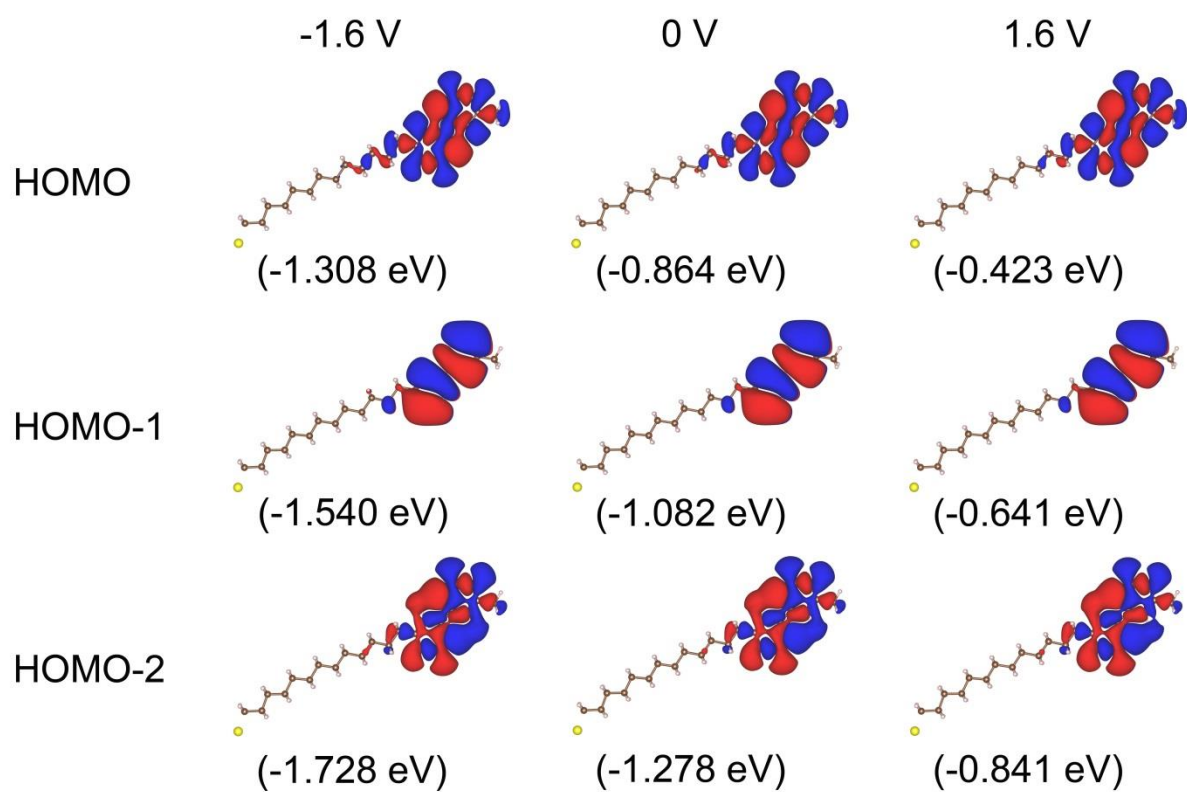 -1.6 V 0 V 1.6 V
HOMO
(-1.308 eV) (-0.864 eV) (-0.423 eV)
HOMO-1
(-1.540 eV) (-1.082 eV) (-0.641 eV)
HOMO-2
(-1.728 eV) (-1.278 eV) (-0.841 eV)